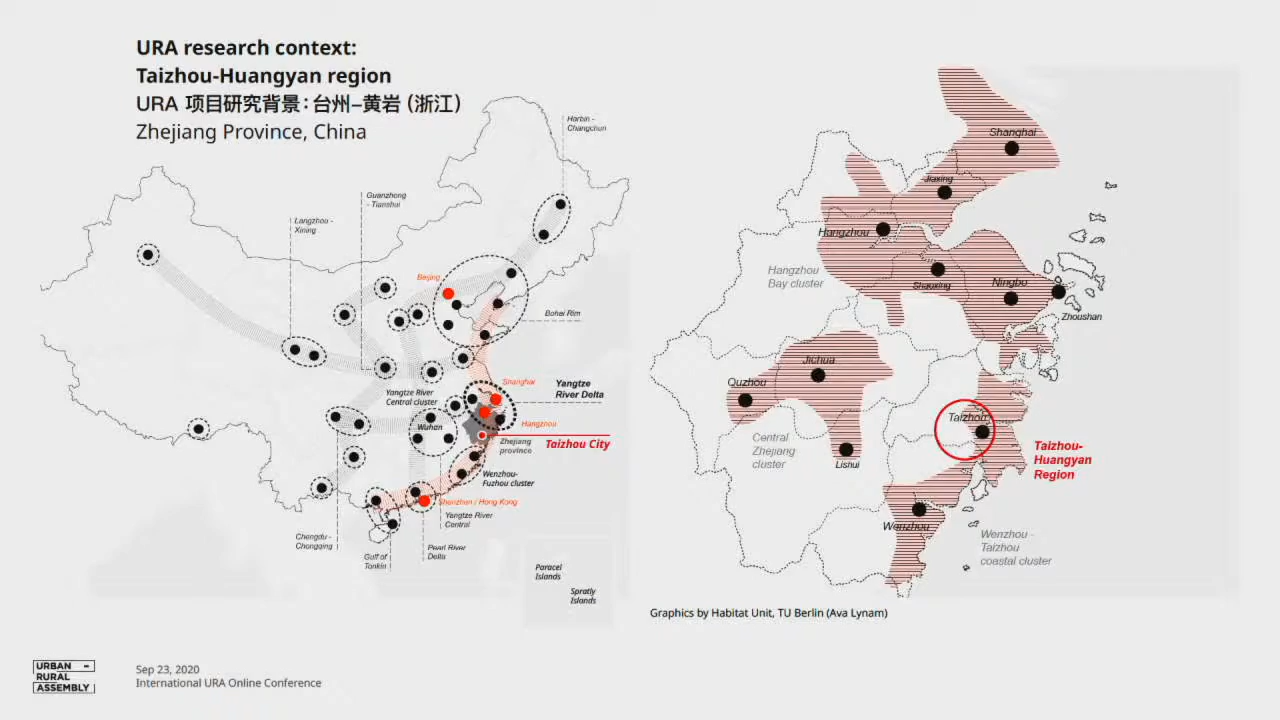 URA research context:
Taizhou-Huangyan region
URA 项目研究背景：台州–黄岩（浙江）
Zhejiang Province, China
Harbin -
Changchun
Guanzhong
- Tianshui
Langzhou -
Xining
Beijing
Bohai Rim
Shanghai
Yangtze
River Delta
Yangtze River
Central cluster
Wuhan
Hangzhou
Zhejiang
province
Taizhou City
Wenzhou-
Fuzhou cluster
Shenzhen / Hong Kong
Yangtze River
Central
Chengdu -
Chongqing
Gulf of
Tonkin
Pearl River
Delta
Paracel
Islands
Spratly
Islands
Shanghai
Jiaxing
Hangzhou
Hangzhou
Bay cluster
Shaoxing
Ningbo
Zhoushan
Jichua
Quzhou
Taizhou
Central
Zhejiang
cluster
Lishui
Taizhou-
Huangyan
Region
Wenzhou
Wenzhou -
Taizhou
coastal cluster
Graphics by Habitat Unit, TU Berlin (Ava Lynam)
URBAN –
RURAL
ASSEMBLY
Sep 23, 2020
International URA Online Conference